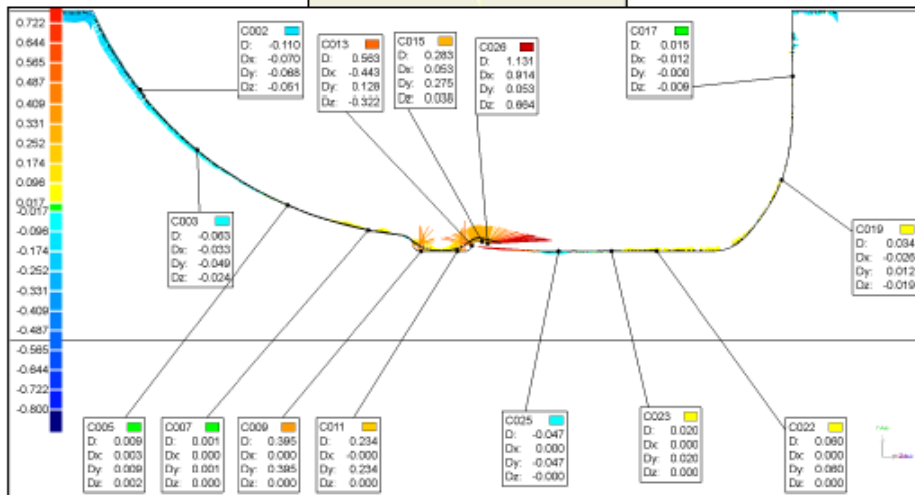 0.722
0.644
0.565
0.487
0.409
0.331
0.252
0.174
0.096
0.017
-0.017
-0.096
-0.174
-0.252
-0.331
-0.409
-0.487
-0.565
-0.644
-0.722
-0.800
C002
D: -0.110
Dx: -0.070
Dy: -0.068
Dz: -0.051
C013
D: 0.563
Dx: -0.443
Dy: 0.128
Dz: -0.322
C015
D: 0.283
Dx: 0.053
Dy: 0.275
Dz: 0.038
C026
D: 1.131
Dx: 0.914
Dy: 0.053
Dz: 0.664
C017
D: 0.015
Dx: -0.012
Dy: -0.000
Dz: -0.009
C003
D: -0.063
Dx: -0.033
Dy: -0.049
Dz: -0.024
C019
D: 0.034
Dx: -0.026
Dy: 0.012
Dz: -0.019
C005
D: 0.009
Dx: 0.003
Dy: 0.009
Dz: 0.002
C007
D: 0.001
Dx: 0.000
Dy: 0.001
Dz: 0.000
C009
D: 0.395
Dx: 0.000
Dy: 0.395
Dz: 0.000
C011
D: 0.234
Dx: -0.000
Dy: 0.234
Dz: 0.000
C025
D: -0.047
Dx: 0.000
Dy: -0.047
Dz: -0.000
C023
D: 0.020
Dx: 0.000
Dy: 0.020
Dz: 0.000
C022
D: 0.060
Dx: 0.000
Dy: 0.060
Dz: 0.000